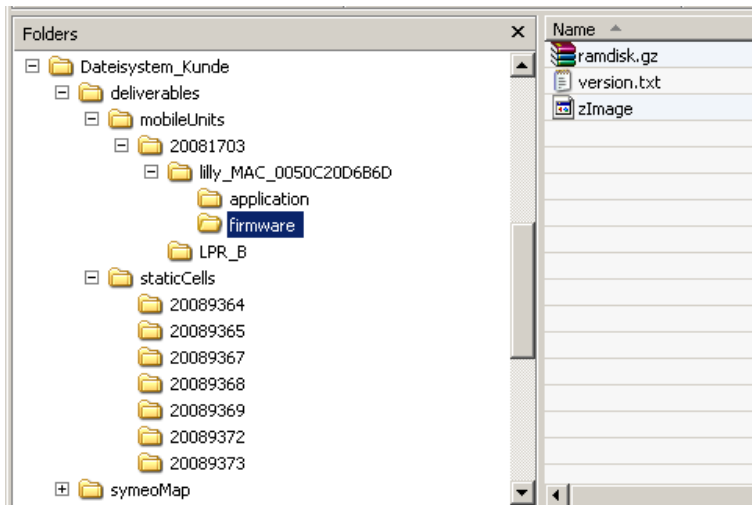 Folders
Dateisystem_Kunde
deliverables
mobileUnits
20081703
lilly_MAC_0050C20D6B6D
application
firmware
LPR_B
staticCells
20089364
20089365
20089367
20089368
20089369
20089372
20089373
symeoMap
Name
ramdisk.gz
version.txt
zImage